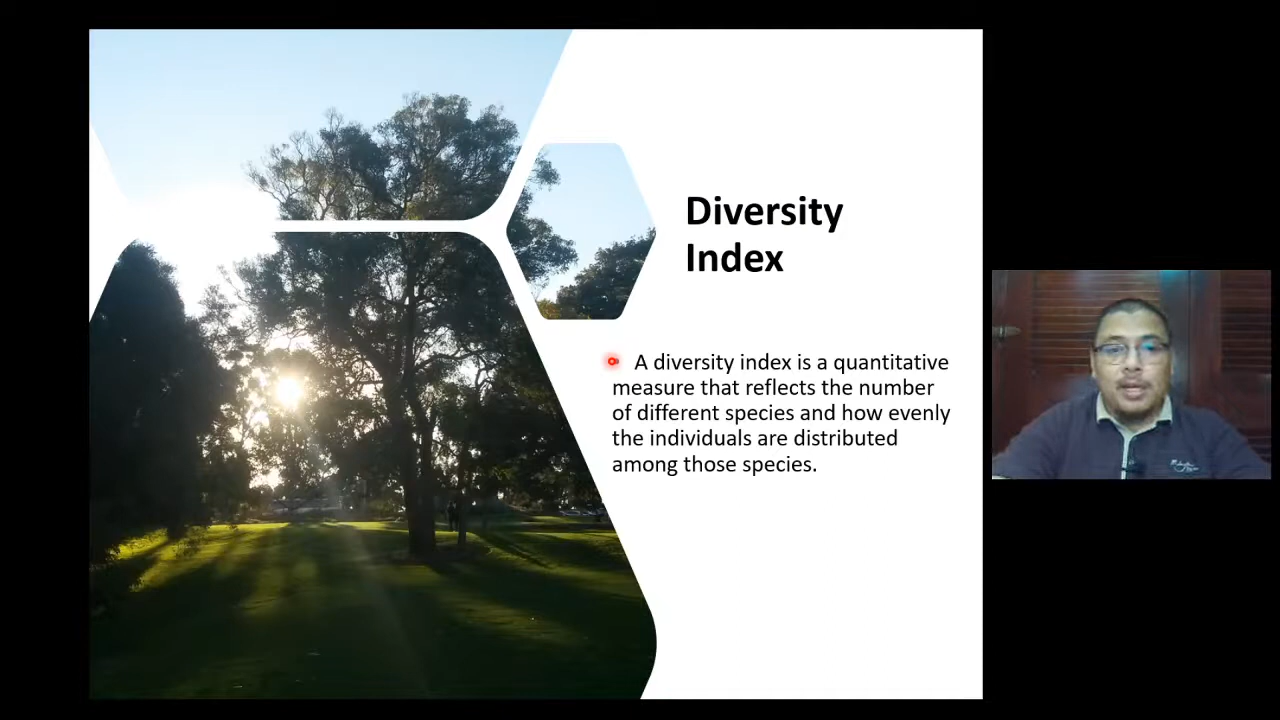 Diversity
Index
A diversity index is a quantitative
measure that reflects the number
of different species and how evenly
the individuals are distributed
among those species.